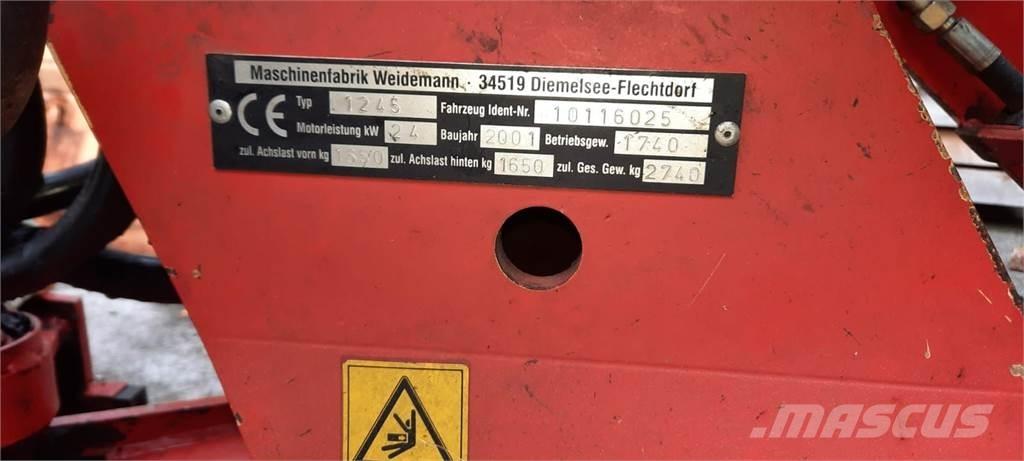 Maschinenfabrik Weidemann · 34519 Diemelsee-Flechtdorf
CE Typ 1245 Fahrzeug Ident-Nr. 10116025
Motorleistung kW 24 Baujahr 2001 Betriebsgew. 1740
zul. Achslast vorn kg 1650 zul. Achslast hinten kg 1650 zul. Ges. Gew. kg 2740
MASCUS